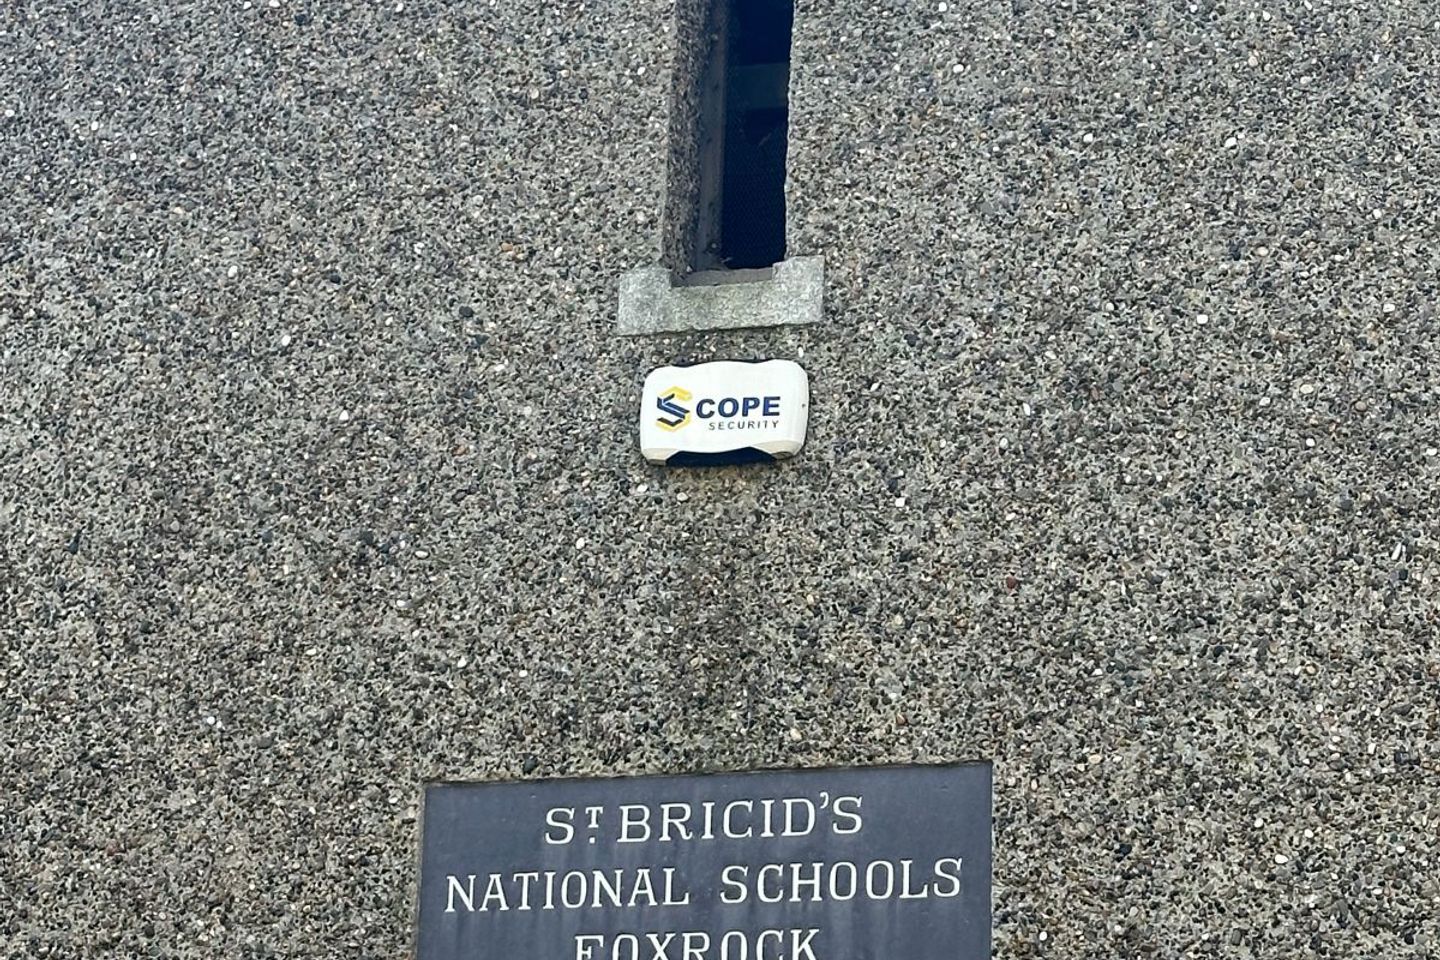 SCOPE
SECURITY
ST BRICID'S
NATIONAL SCHOOLS
FOXROCK